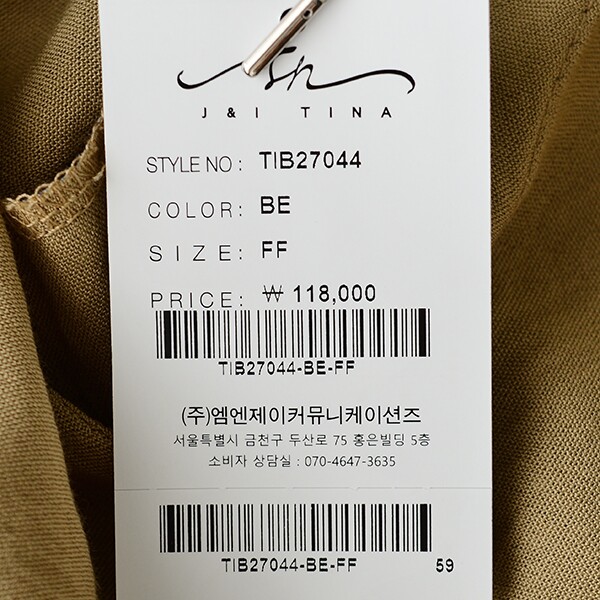 J&I TINA
STYLE NO : TIB27044
COLOR: BE
SIZE: FF
PRICE: ₩ 118,000
TIB27044-BE-FF
(주)엠엔제이커뮤니케이션즈
서울특별시 금천구 두산로 75 홍은빌딩 5층
소비자 상담실 : 070-4647-3635
TIB27044-BE-FF 59